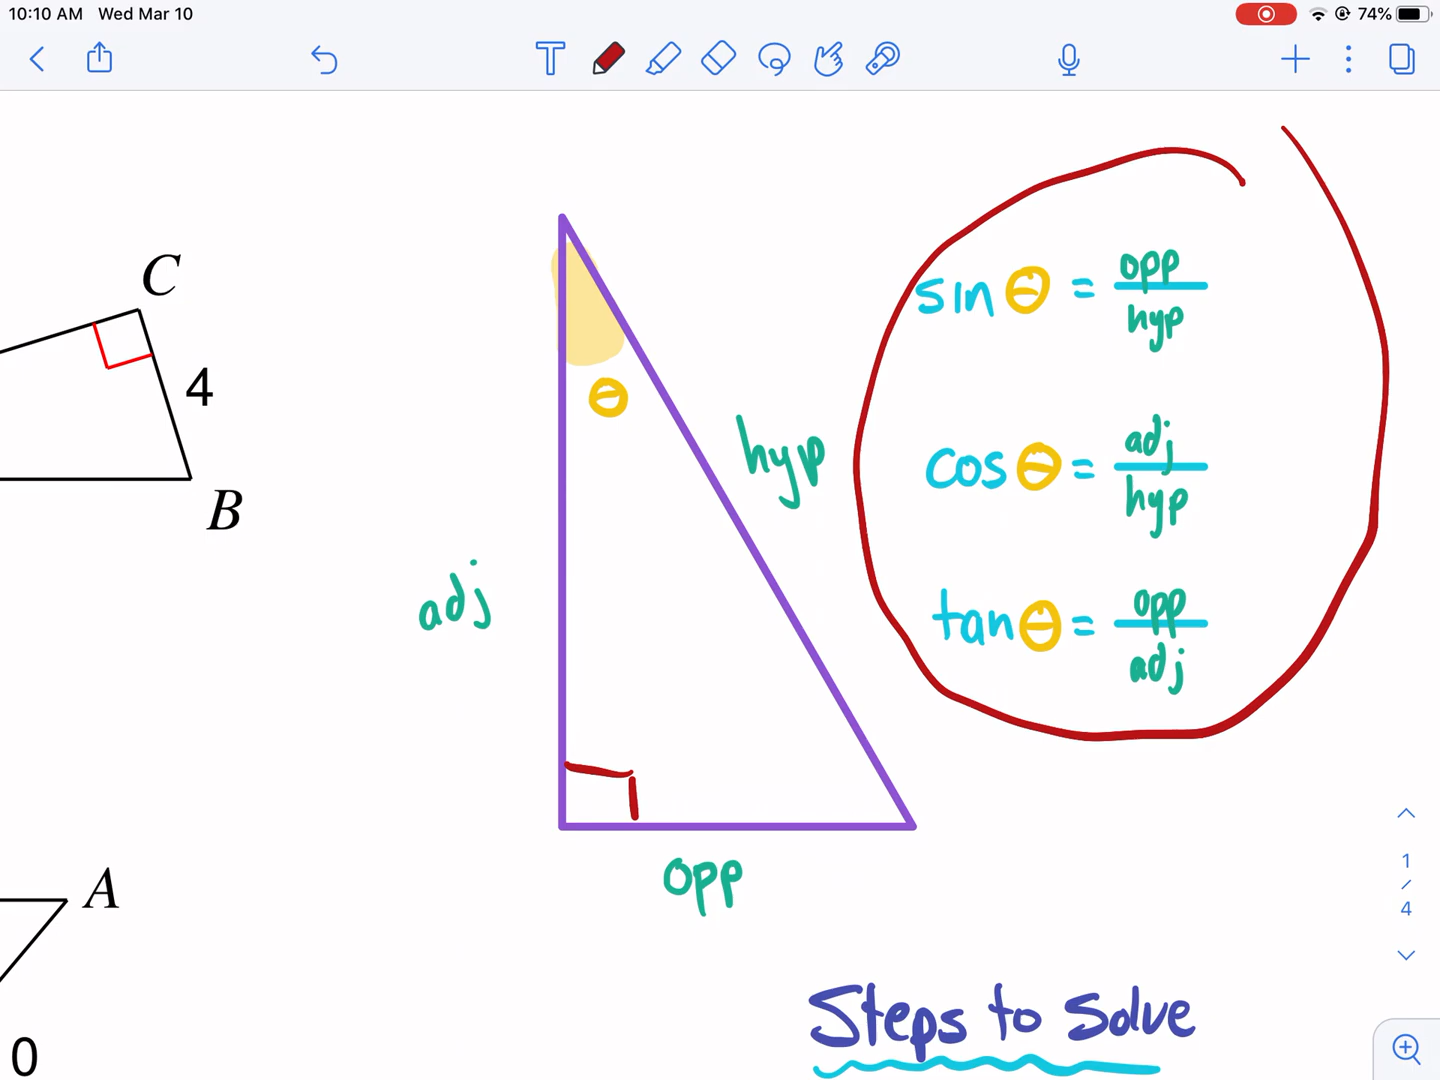 10:10 AM Wed Mar 10
74%
T
C
4
B
θ
hyp
adj
opp
sin θ = opp
hyp
cos θ = adj
hyp
tan θ = opp
adj
1
/
4
A
0
Steps to Solve